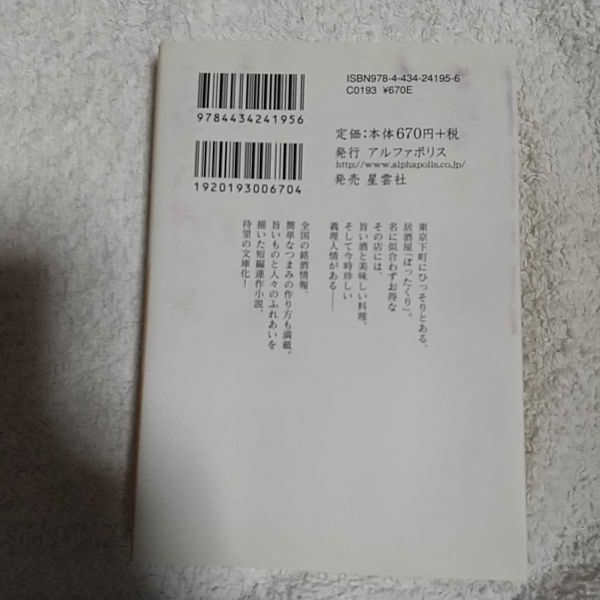 ISBN978-4-434-24195-6
C0193 ¥670E
9784434241956
1920193006704
定価：本体670円+税
発行 アルファポリス
http://www.alphapolis.co.jp/
発売 星雲社
東京下町にひっそりとある、
居酒屋「ぼったくり」。
名に似合わずお得な
その店には、
旨い酒と美味しい料理、
そして今時珍しい
義理人情がある──
全国の銘酒情報、
簡単なつまみの作り方も満載。
旨いものと人々のふれあいを
描いた短編連作小説、
待望の文庫化！